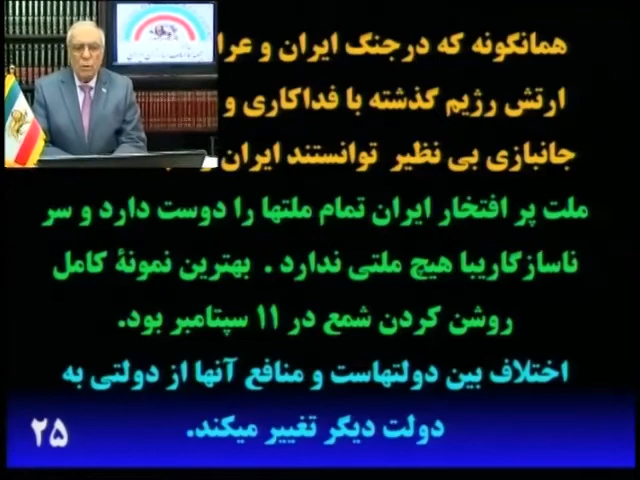 همانگونه که درجنگ ایران و عرا
ارتش رژیم گذشته با فداکاری و
جانبازی بی نظیر توانستند ایران و
ملت پر افتخار ایران تمام ملتها را دوست دارد و سر
ناسازگاریبا هیچ ملتی ندارد . بهترین نمونهٔ کامل
روشن کردن شمع در ۱۱ سپتامبر بود.
اختلاف بین دولتهاست و منافع آنها از دولتی به
دولت دیگر تغییر میکند.
۲۵